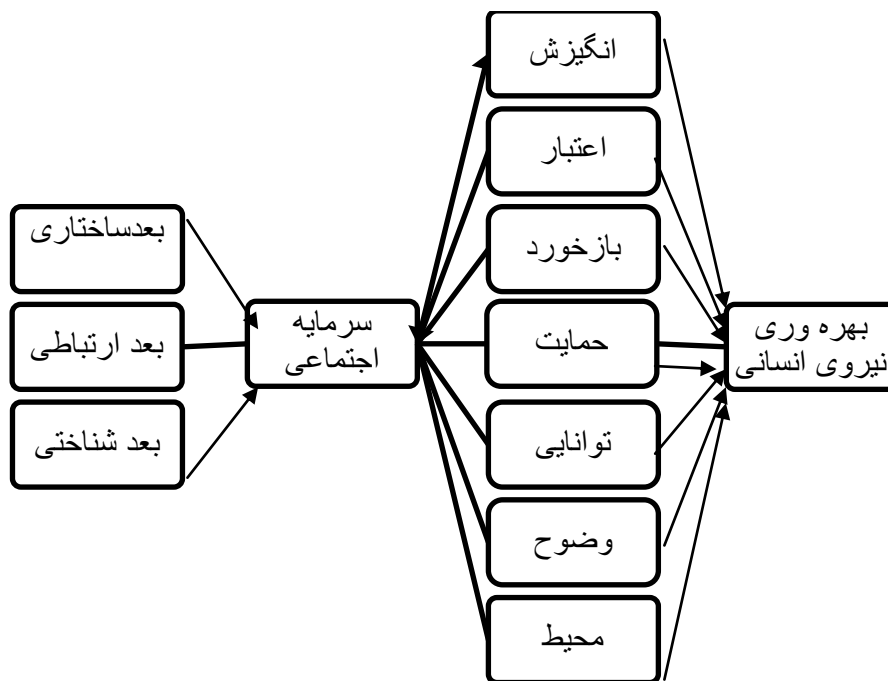 انگیزش
اعتبار
بازخورد
حمایت
توانایی
وضوح
محیط
بهره وری
نیروی انسانی
سرمایه
اجتماعی
بعدساختاری
بعد ارتباطی
بعد شناختی